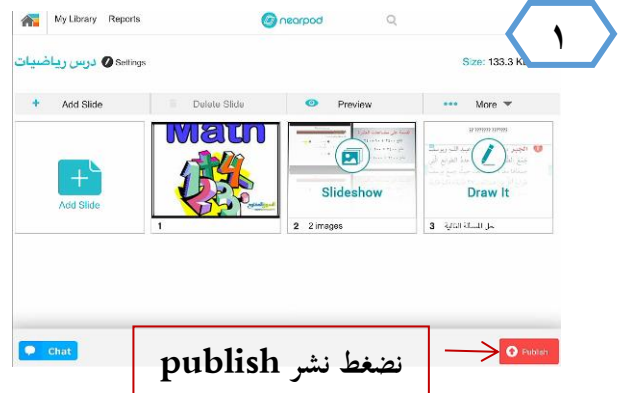 ١
My Library Reports nearpod
درس رياضيات Settings
Size: 133.3 K
+ Add Slide Delete Slide Preview ••• More
Add Slide
Math
1
Slideshow
2 2 images
Draw It
3 حل المسألة التالية
Chat
Publish
نضغط نشر publish